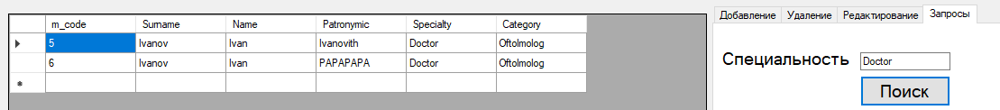 m_code Surname Name Patronymic Specialty Category
5 Ivanov Ivan Ivanovith Doctor Oftolmolog
6 Ivanov Ivan PAPAPAPA Doctor Oftolmolog
Добавление Удаление Редактирование Запросы
Специальность Doctor
Поиск